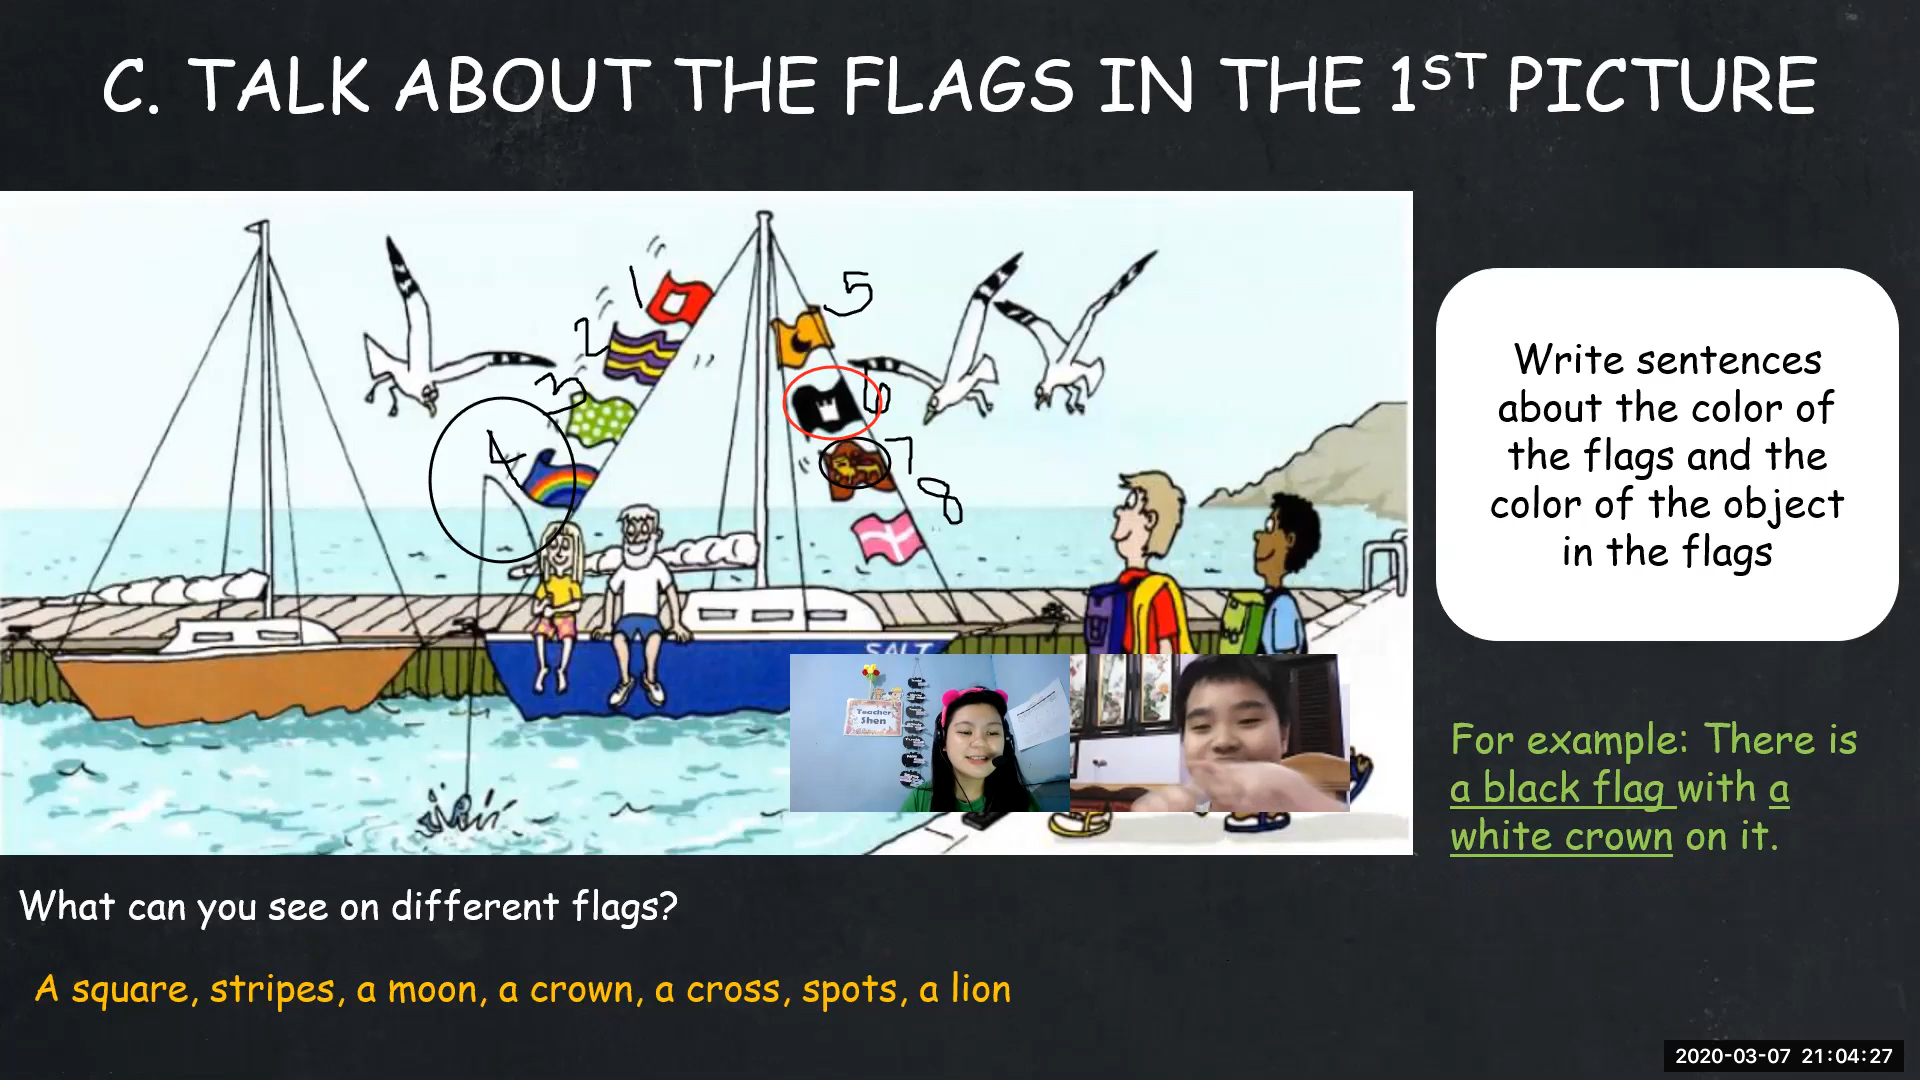 C. TALK ABOUT THE FLAGS IN THE 1ST PICTURE
1
5
2
3
6
4
7
8
SALT
Teacher
Shen
Write sentences
about the color of
the flags and the
color of the object
in the flags
For example: There is
a black flag with a
white crown on it.
What can you see on different flags?
A square, stripes, a moon, a crown, a cross, spots, a lion
2020-03-07 21:04:27